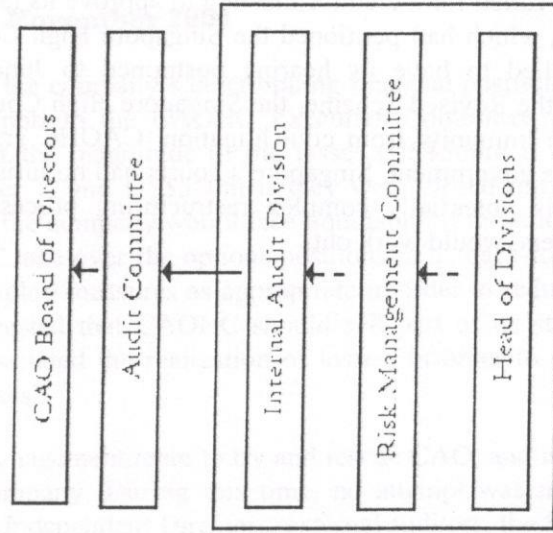 CAO Board of Directors
Audit Committee
Internal Audit Division
Risk Management Committee
Head of Divisions